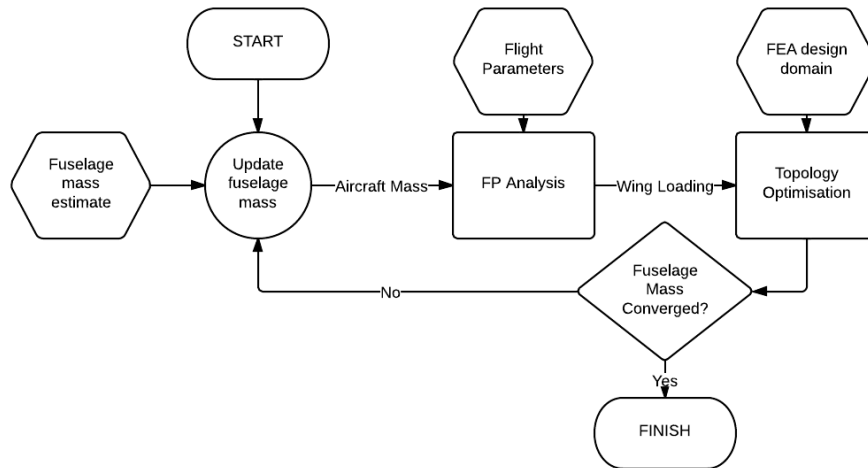 START
Flight
Parameters
FEA design
domain
Fuselage
mass
estimate
Update
fuselage
mass
Aircraft Mass
FP Analysis
Wing Loading
Topology
Optimisation
Fuselage
Mass
Converged?
No
Yes
FINISH